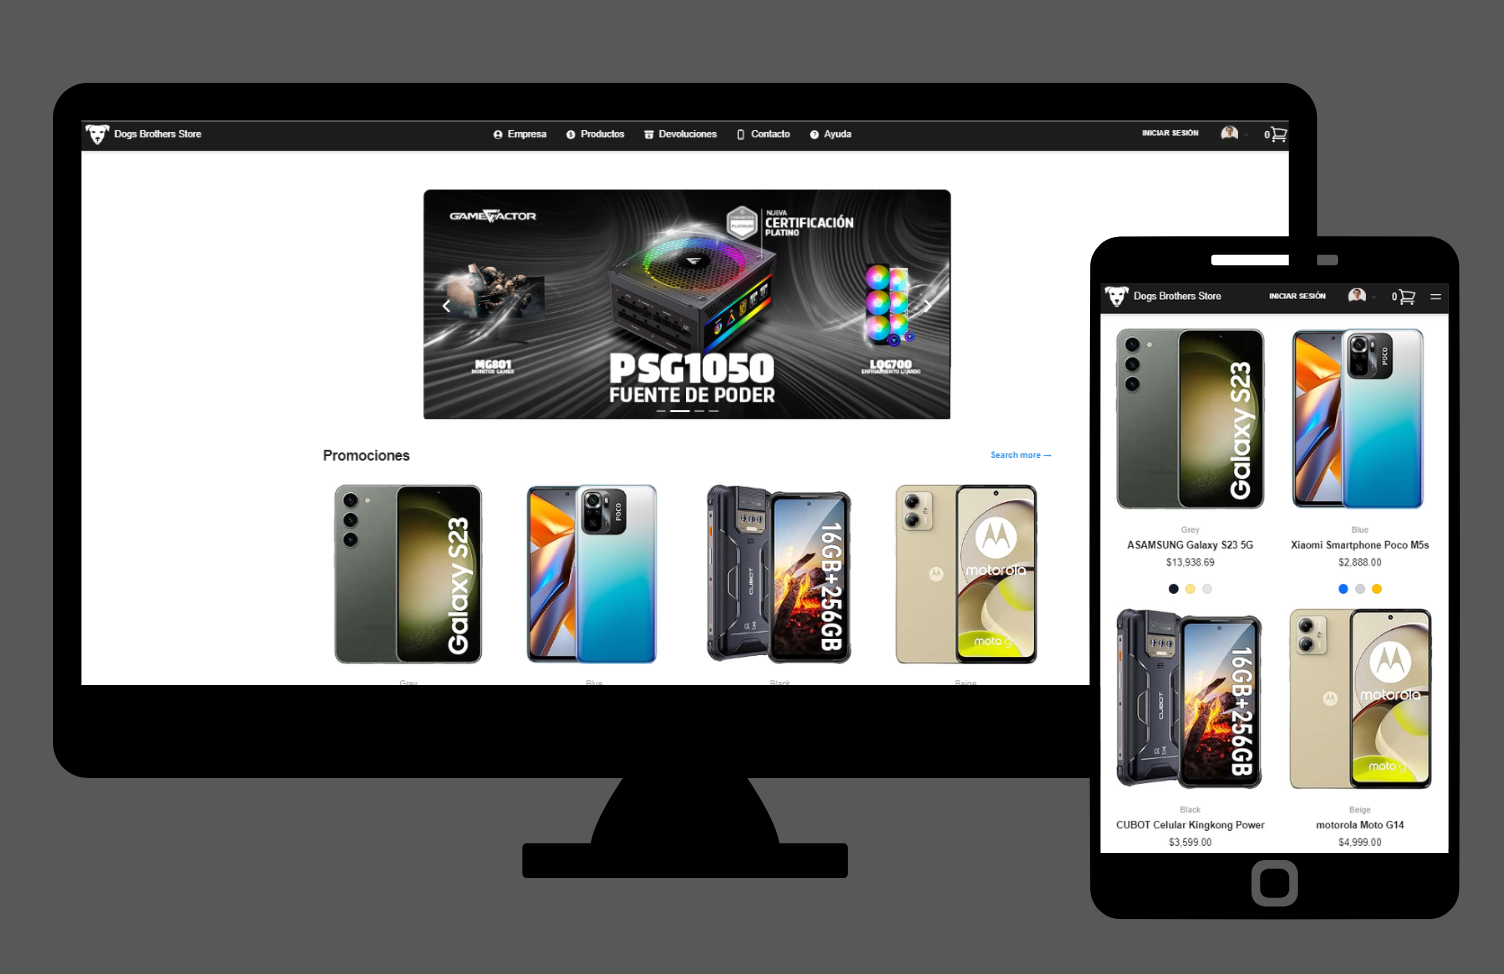 Dogs Brothers Store
Empresa
Productos
Devoluciones
Contacto
Ayuda
INICIAR SESIÓN
0
GAMEFACTOR
NUEVA
CERTIFICACIÓN
PLATINO
MG801
MONITOR GAMER
PSG1050
FUENTE DE PODER
LQG700
ENFRIAMIENTO LÍQUIDO
Promociones
Search more →
Galaxy S23
POCO
CUBOT
16GB+256GB
motorola
moto g
Grey
Blue
Black
Beige
Dogs Brothers Store
INICIAR SESIÓN
0
Galaxy S23
POCO
Grey
ASAMSUNG Galaxy S23 5G
$13,938.69
Blue
Xiaomi Smartphone Poco M5s
$2,888.00
CUBOT
16GB+256GB
motorola
moto g
Black
CUBOT Celular Kingkong Power
$3,599.00
Beige
motorola Moto G14
$4,999.00